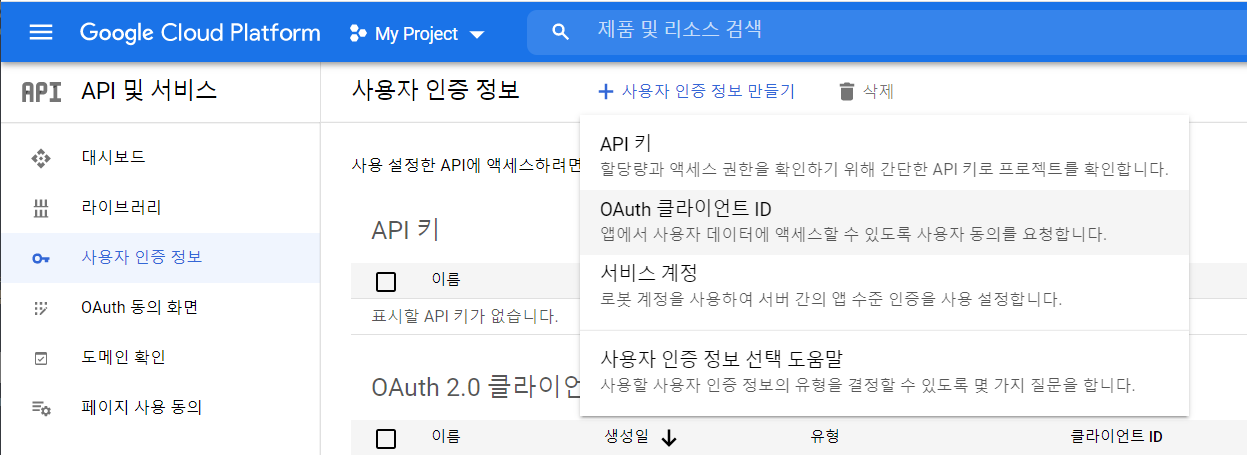 Google Cloud Platform My Project 제품 및 리소스 검색
API API 및 서비스
사용자 인증 정보 사용자 인증 정보 만들기 삭제
대시보드
라이브러리
사용자 인증 정보
OAuth 동의 화면
도메인 확인
페이지 사용 동의
사용 설정한 API에 액세스하려면
API 키
이름
표시할 API 키가 없습니다.
OAuth 2.0 클라이언
이름 생성일 유형 클라이언트 ID
API 키
할당량과 액세스 권한을 확인하기 위해 간단한 API 키로 프로젝트를 확인합니다.
OAuth 클라이언트 ID
앱에서 사용자 데이터에 액세스할 수 있도록 사용자 동의를 요청합니다.
서비스 계정
로봇 계정을 사용하여 서버 간의 앱 수준 인증을 사용 설정합니다.
사용자 인증 정보 선택 도움말
사용할 사용자 인증 정보의 유형을 결정할 수 있도록 몇 가지 질문을 합니다.